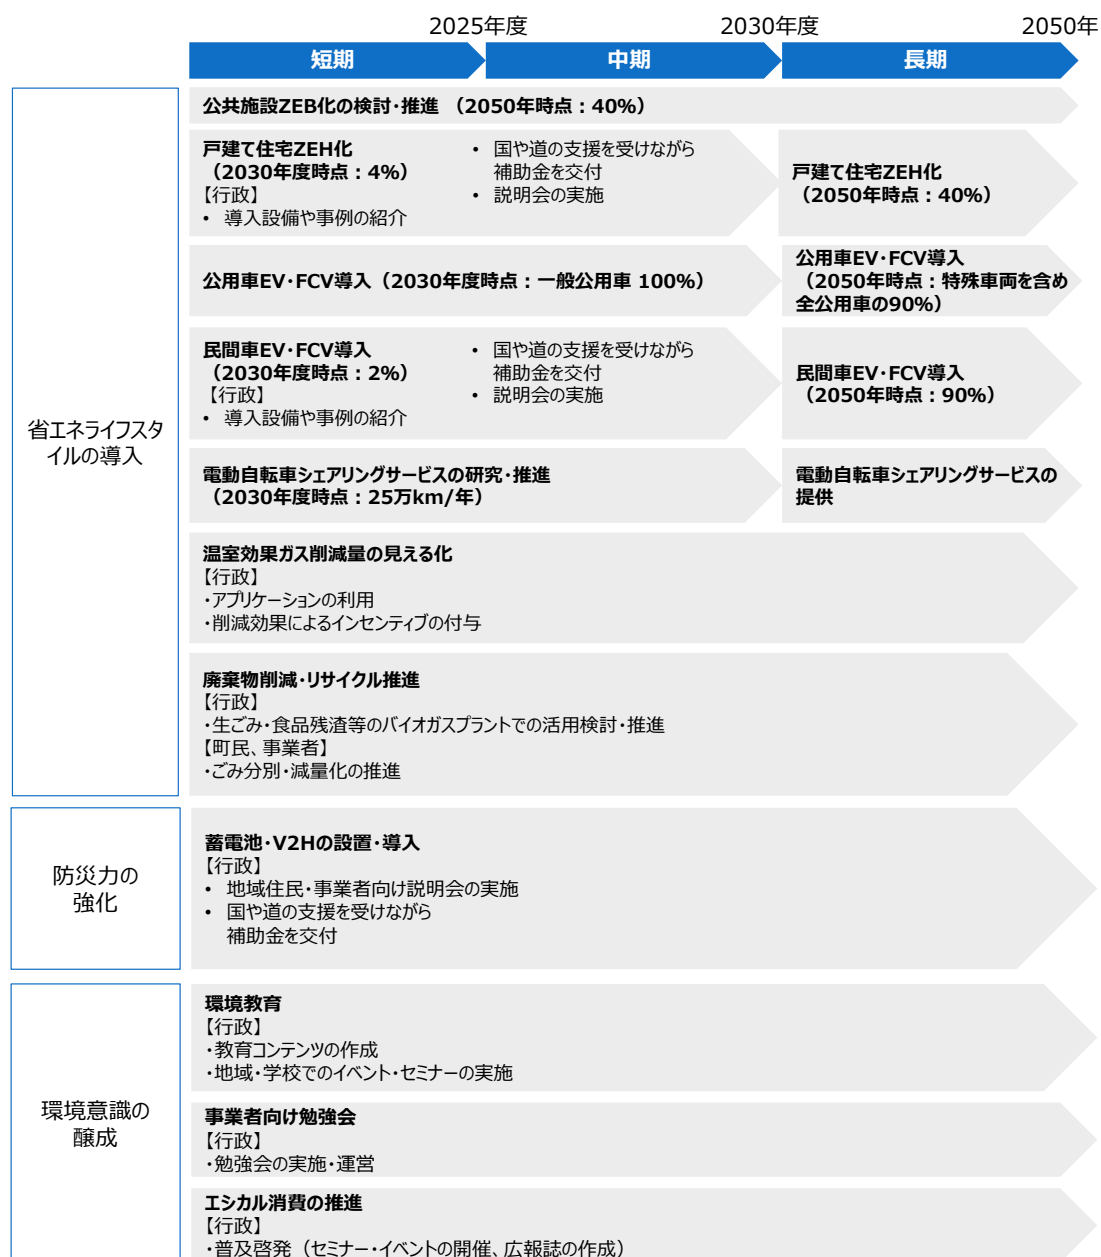 2025年度
2030年度
2050年
短期
中期
長期
省エネライフスタ
イルの導入
公共施設ZEB化の検討・推進 （2050年時点：40%）
戸建て住宅ZEH化
（2030年度時点：4%）
【行政】
• 導入設備や事例の紹介
• 国や道の支援を受けながら
補助金を交付
• 説明会の実施
戸建て住宅ZEH化
（2050年時点：40%）
公用車EV・FCV導入（2030年度時点：一般公用車 100%）
公用車EV・FCV導入
（2050年時点：特殊車両を含め
全公用車の90%）
民間車EV・FCV導入
（2030年度時点：2%）
【行政】
• 導入設備や事例の紹介
• 国や道の支援を受けながら
補助金を交付
• 説明会の実施
民間車EV・FCV導入
（2050年時点：90%）
電動自転車シェアリングサービスの研究・推進
（2030年度時点：25万km/年）
電動自転車シェアリングサービスの
提供
温室効果ガス削減量の見える化
【行政】
・アプリケーションの利用
・削減効果によるインセンティブの付与
廃棄物削減・リサイクル推進
【行政】
・生ごみ・食品残渣等のバイオガスプラントでの活用検討・推進
【町民、事業者】
・ごみ分別・減量化の推進
防災力の
強化
蓄電池・V2Hの設置・導入
【行政】
• 地域住民・事業者向け説明会の実施
• 国や道の支援を受けながら
補助金を交付
環境意識の
醸成
環境教育
【行政】
・教育コンテンツの作成
・地域・学校でのイベント・セミナーの実施
事業者向け勉強会
【行政】
・勉強会の実施・運営
エシカル消費の推進
【行政】
・普及啓発（セミナー・イベントの開催、広報誌の作成）